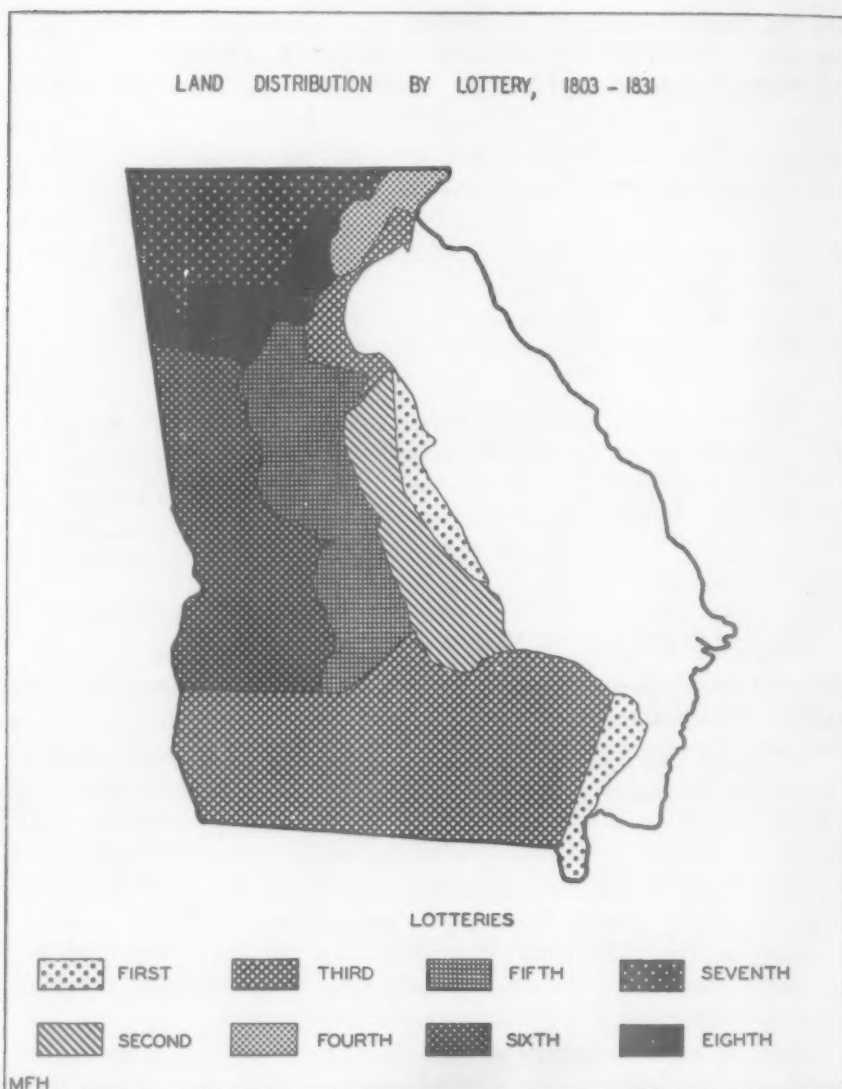 LAND DISTRIBUTION BY LOTTERY, 1803 - 1831
LOTTERIES
FIRST THIRD FIFTH SEVENTH
SECOND FOURTH SIXTH EIGHTH
MFH